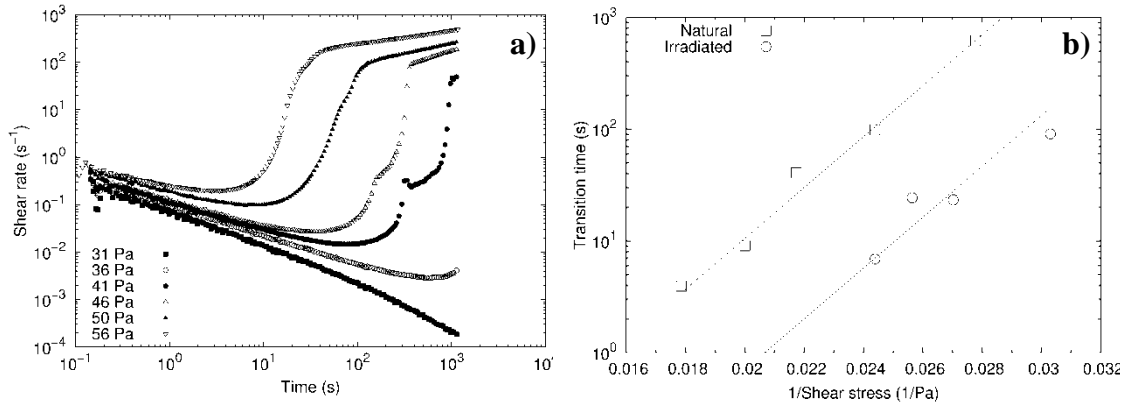 a)
10³
10²
10¹
10⁰
10⁻¹
10⁻²
10⁻³
10⁻⁴
Shear rate (s⁻¹)
31 Pa
36 Pa
41 Pa
46 Pa
50 Pa
56 Pa
10⁻¹ 10⁰ 10¹ 10² 10³
Time (s)
b)
Natural
Irradiated
10³
10²
10¹
10⁰
Transition time (s)
0.016 0.018 0.02 0.022 0.024 0.026 0.028 0.03 0.032
1/Shear stress (1/Pa)